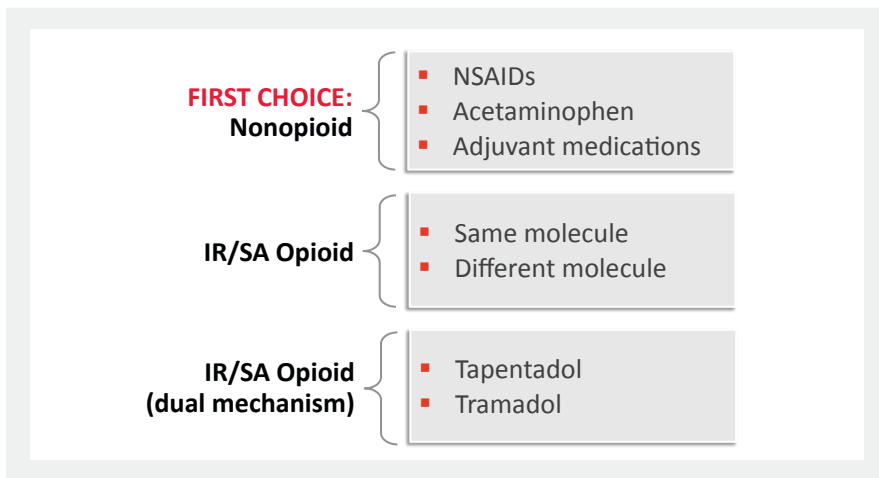 FIRST CHOICE:
Nonopioid
▪ NSAIDs
▪ Acetaminophen
▪ Adjuvant medications
IR/SA Opioid
▪ Same molecule
▪ Different molecule
IR/SA Opioid
(dual mechanism)
▪ Tapentadol
▪ Tramadol